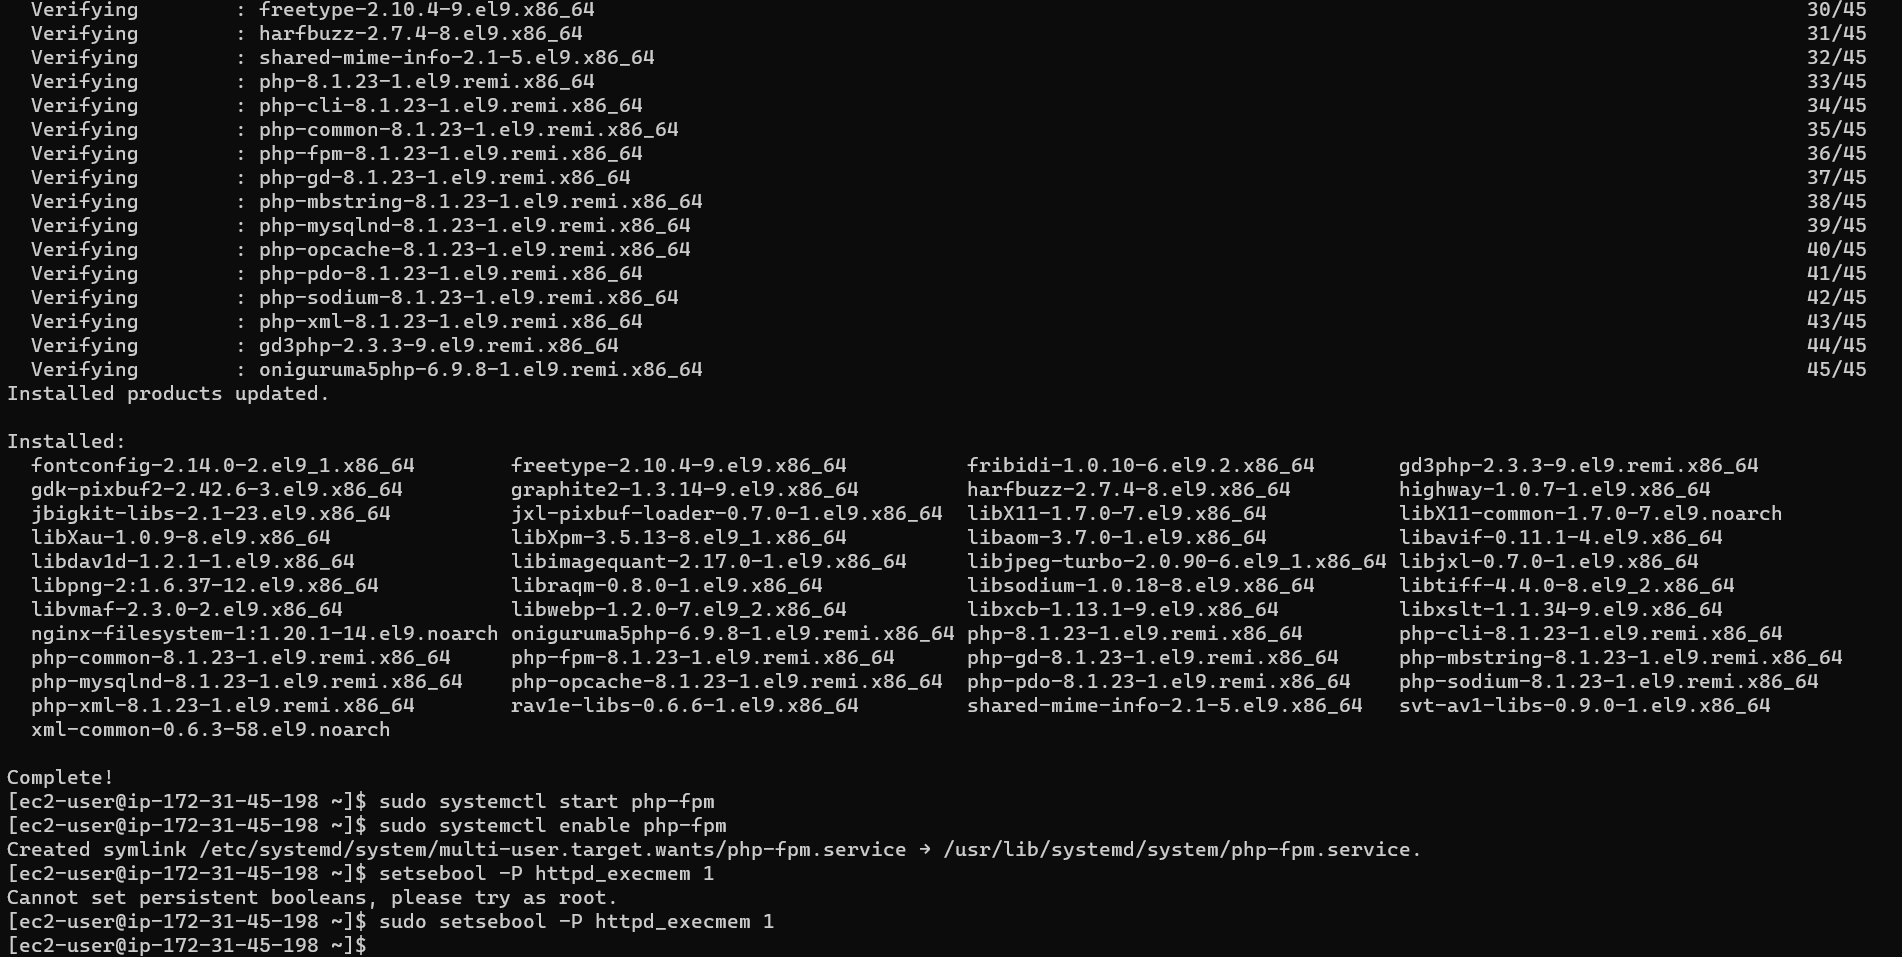 Verifying : freetype-2.10.4-9.el9.x86_64 30/45
Verifying : harfbuzz-2.7.4-8.el9.x86_64 31/45
Verifying : shared-mime-info-2.1-5.el9.x86_64 32/45
Verifying : php-8.1.23-1.el9.remi.x86_64 33/45
Verifying : php-cli-8.1.23-1.el9.remi.x86_64 34/45
Verifying : php-common-8.1.23-1.el9.remi.x86_64 35/45
Verifying : php-fpm-8.1.23-1.el9.remi.x86_64 36/45
Verifying : php-gd-8.1.23-1.el9.remi.x86_64 37/45
Verifying : php-mbstring-8.1.23-1.el9.remi.x86_64 38/45
Verifying : php-mysqlnd-8.1.23-1.el9.remi.x86_64 39/45
Verifying : php-opcache-8.1.23-1.el9.remi.x86_64 40/45
Verifying : php-pdo-8.1.23-1.el9.remi.x86_64 41/45
Verifying : php-sodium-8.1.23-1.el9.remi.x86_64 42/45
Verifying : php-xml-8.1.23-1.el9.remi.x86_64 43/45
Verifying : gd3php-2.3.3-9.el9.remi.x86_64 44/45
Verifying : oniguruma5php-6.9.8-1.el9.remi.x86_64 45/45
Installed products updated.
Installed:
fontconfig-2.14.0-2.el9_1.x86_64 freetype-2.10.4-9.el9.x86_64 fribidi-1.0.10-6.el9.2.x86_64 gd3php-2.3.3-9.el9.remi.x86_64
gdk-pixbuf2-2.42.6-3.el9.x86_64 graphite2-1.3.14-9.el9.x86_64 harfbuzz-2.7.4-8.el9.x86_64 highway-1.0.7-1.el9.x86_64
jbigkit-libs-2.1-23.el9.x86_64 jxl-pixbuf-loader-0.7.0-1.el9.x86_64 libX11-1.7.0-7.el9.x86_64 libX11-common-1.7.0-7.el9.noarch
libXau-1.0.9-8.el9.x86_64 libXpm-3.5.13-8.el9_1.x86_64 libaom-3.7.0-1.el9.x86_64 libavif-0.11.1-4.el9.x86_64
libdav1d-1.2.1-1.el9.x86_64 libimagequant-2.17.0-1.el9.x86_64 libjpeg-turbo-2.0.90-6.el9_1.x86_64 libjxl-0.7.0-1.el9.x86_64
libpng-2:1.6.37-12.el9.x86_64 libraqm-0.8.0-1.el9.x86_64 libsodium-1.0.18-8.el9.x86_64 libtiff-4.4.0-8.el9_2.x86_64
libvmaf-2.3.0-2.el9.x86_64 libwebp-1.2.0-7.el9_2.x86_64 libxcb-1.13.1-9.el9.x86_64 libxslt-1.1.34-9.el9.x86_64
nginx-filesystem-1:1.20.1-14.el9.noarch oniguruma5php-6.9.8-1.el9.remi.x86_64 php-8.1.23-1.el9.remi.x86_64 php-cli-8.1.23-1.el9.remi.x86_64
php-common-8.1.23-1.el9.remi.x86_64 php-fpm-8.1.23-1.el9.remi.x86_64 php-gd-8.1.23-1.el9.remi.x86_64 php-mbstring-8.1.23-1.el9.remi.x86_64
php-mysqlnd-8.1.23-1.el9.remi.x86_64 php-opcache-8.1.23-1.el9.remi.x86_64 php-pdo-8.1.23-1.el9.remi.x86_64 php-sodium-8.1.23-1.el9.remi.x86_64
php-xml-8.1.23-1.el9.remi.x86_64 rav1e-libs-0.6.6-1.el9.x86_64 shared-mime-info-2.1-5.el9.x86_64 svt-av1-libs-0.9.0-1.el9.x86_64
xml-common-0.6.3-58.el9.noarch
Complete!
[ec2-user@ip-172-31-45-198 ~]$ sudo systemctl start php-fpm
[ec2-user@ip-172-31-45-198 ~]$ sudo systemctl enable php-fpm
Created symlink /etc/systemd/system/multi-user.target.wants/php-fpm.service → /usr/lib/systemd/system/php-fpm.service.
[ec2-user@ip-172-31-45-198 ~]$ setsebool -P httpd_execmem 1
Cannot set persistent booleans, please try as root.
[ec2-user@ip-172-31-45-198 ~]$ sudo setsebool -P httpd_execmem 1
[ec2-user@ip-172-31-45-198 ~]$